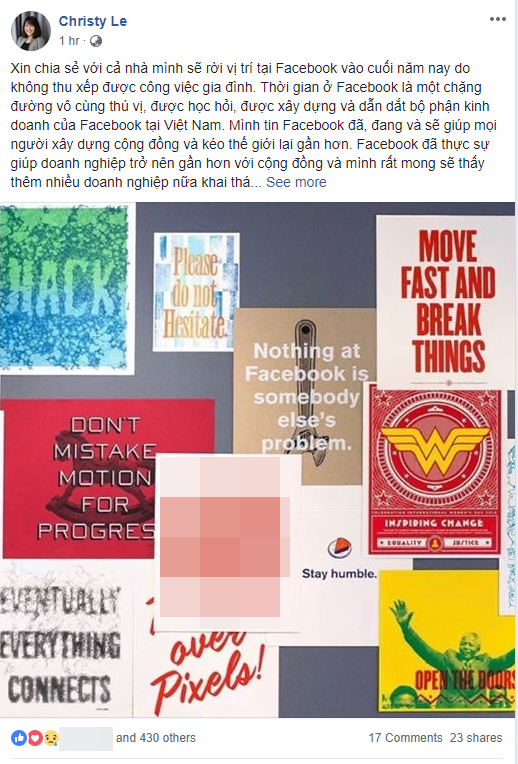 Christy Le
1 hr ·
Xin chia sẻ với cả nhà mình sẽ rời vị trí tại Facebook vào cuối năm nay do
không thu xếp được công việc gia đình. Thời gian ở Facebook là một chặng
đường vô cùng thú vị, được học hỏi, được xây dựng và dẫn dắt bộ phận kinh
doanh của Facebook tại Việt Nam. Mình tin Facebook đã, đang và sẽ giúp mọi
người xây dựng cộng đồng và kéo thế giới lại gần hơn. Facebook đã thực sự
giúp doanh nghiệp trở nên gần hơn với cộng đồng và mình rất mong sẽ thấy
thêm nhiều doanh nghiệp nữa khai thá... See more
HACK
Please
do not
Hesitate.
MOVE
FAST AND
BREAK
THINGS
Nothing at
Facebook is
somebody
else's
problem.
DON'T
MISTAKE
MOTION
FOR
PROGRES
CELEBRATING INTERNATIONAL WOMEN'S DAY
INSPIRING CHANGE
EQUALITY JUSTICE
Stay humble.
EVENTUALLY
EVERYTHING
CONNECTS
over
Pixels!
OPEN THE DOORS
and 430 others
17 Comments 23 shares